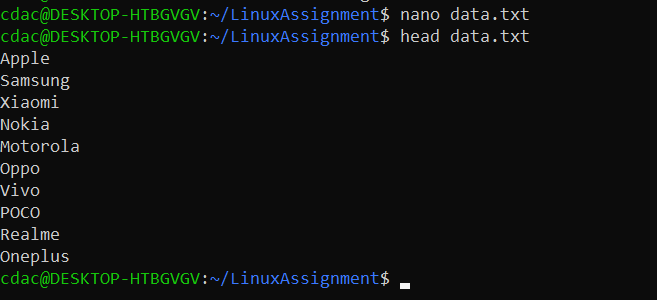 cdac@DESKTOP-HTBGVGV:~/LinuxAssignment$ nano data.txt
cdac@DESKTOP-HTBGVGV:~/LinuxAssignment$ head data.txt
Apple
Samsung
Xiaomi
Nokia
Motorola
Oppo
Vivo
POCO
Realme
Oneplus
cdac@DESKTOP-HTBGVGV:~/LinuxAssignment$